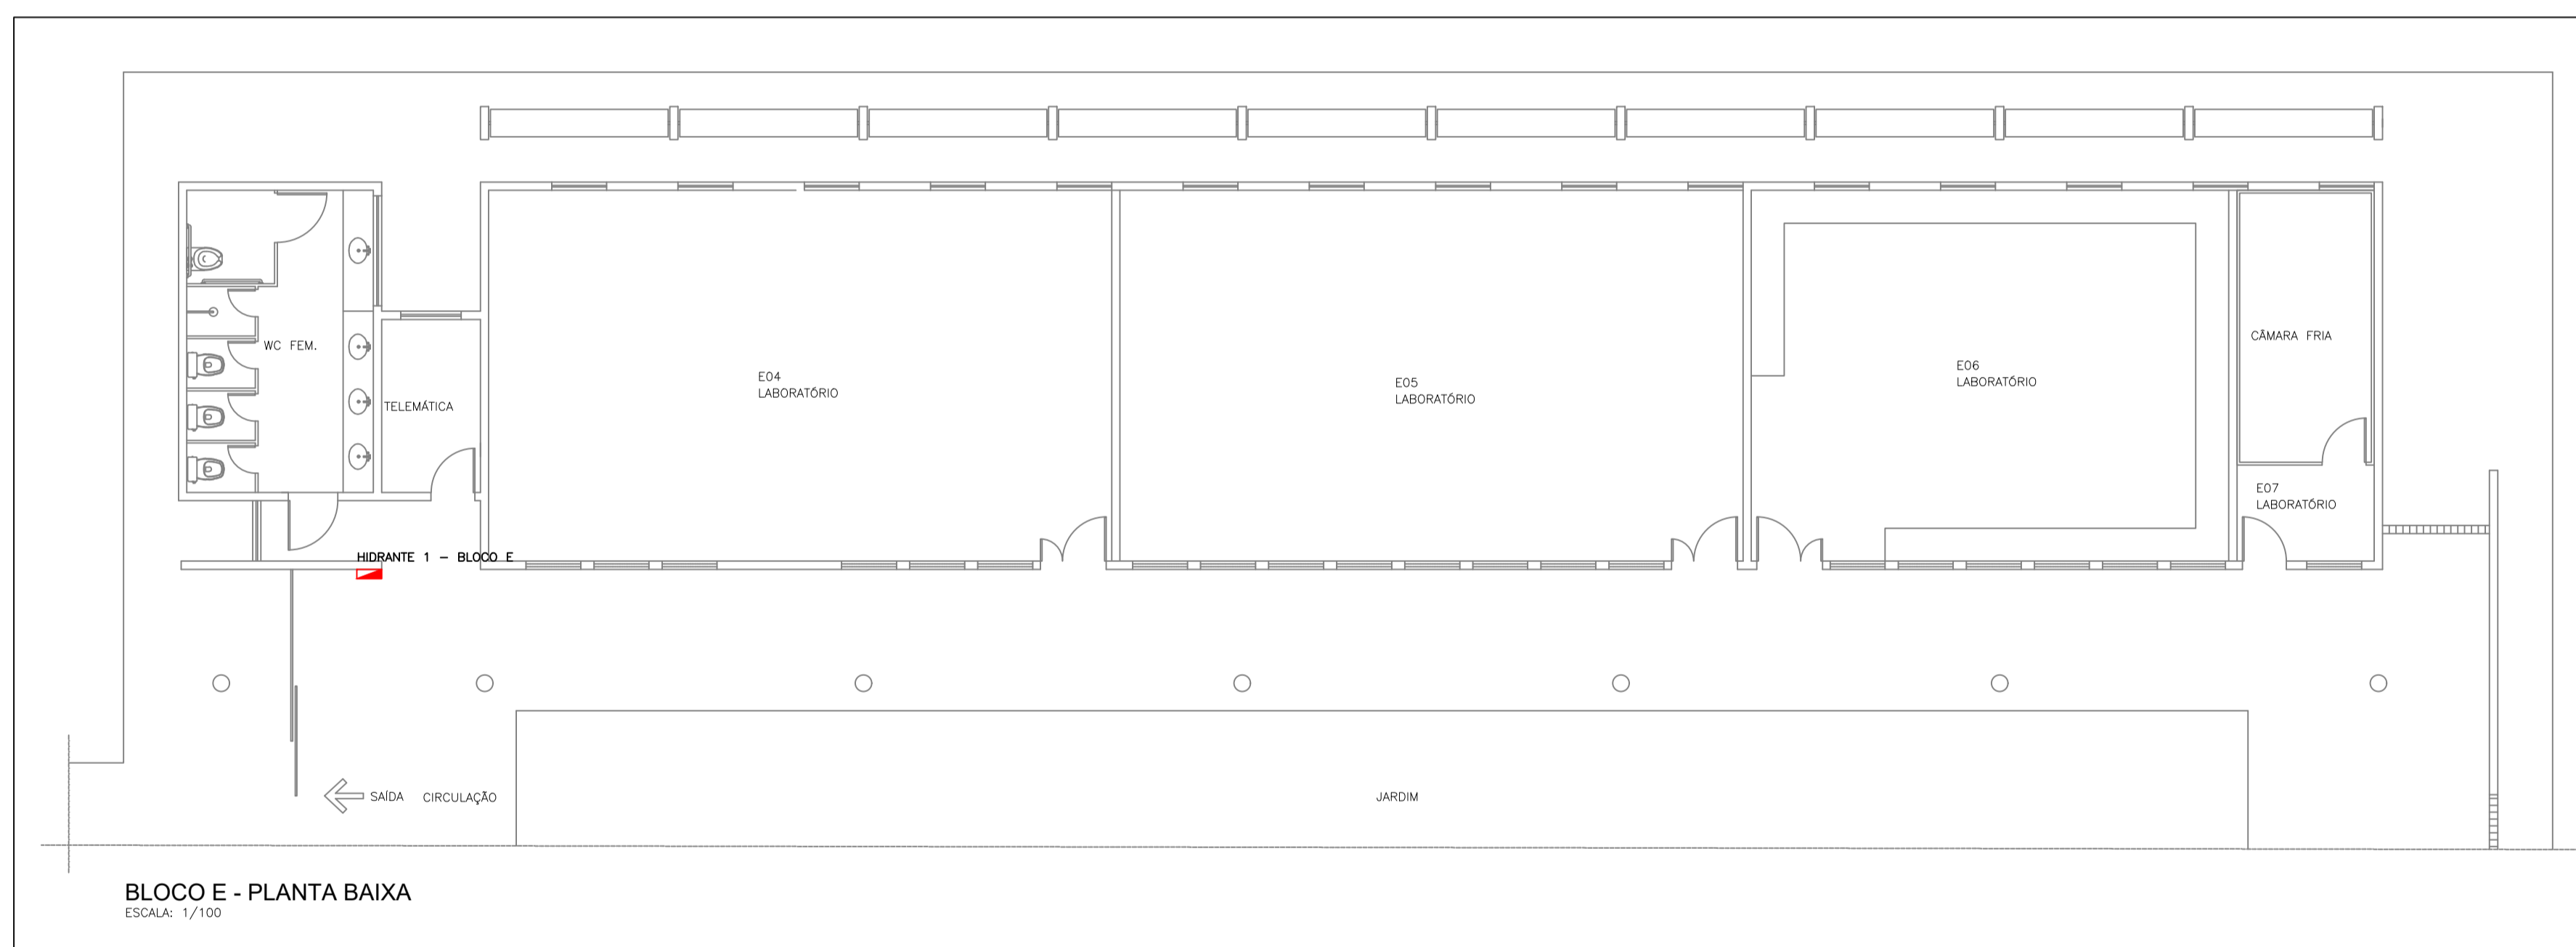 CÂMARA FRIA
WC FEM.
E06
LABORATÓRIO
E04
LABORATÓRIO
E05
LABORATÓRIO
TELEMÁTICA
E07
LABORATÓRIO
HIDRANTE 1 – BLOCO E
SAÍDA CIRCULAÇÃO
JARDIM
BLOCO E - PLANTA BAIXA
ESCALA: 1/100